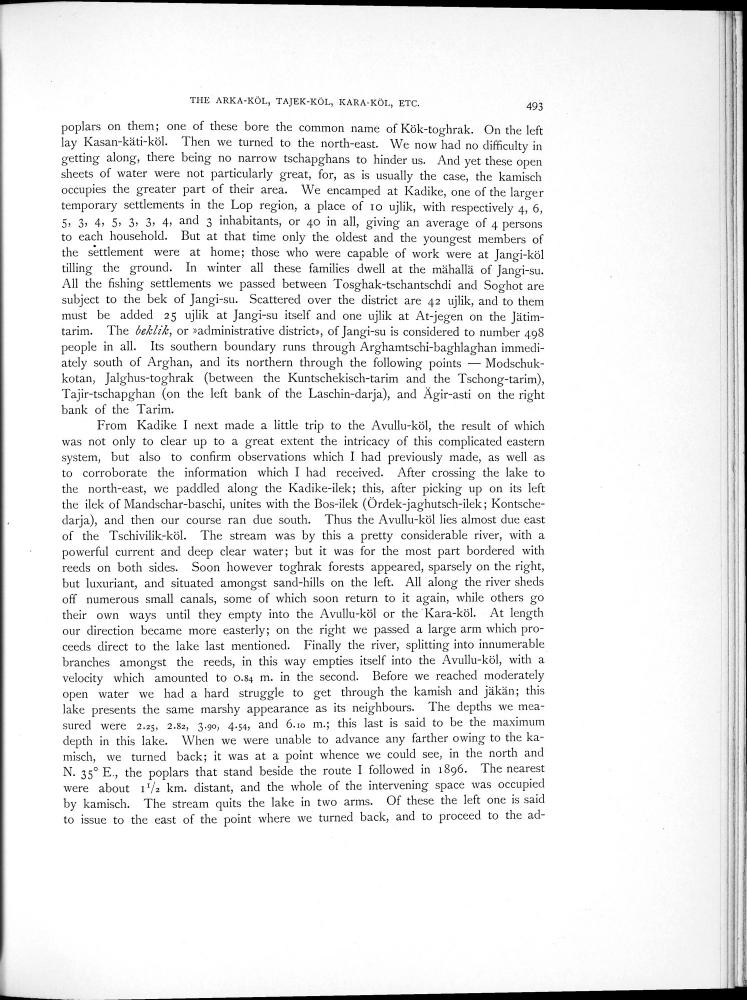 THE ARKA-KÖL, TAJEK-KÖL, KARA-KÖL, ETC. 493
poplars on them; one of these bore the common name of Kök-toghrak. On the left
lay Kasan-käti-köl. Then we turned to the north-east. We now had no difficulty in
getting along, there being no narrow tschapghans to hinder us. And yet these open
sheets of water were not particularly great, for, as is usually the case, the kamisch
occupies the greater part of their area. We encamped at Kadike, one of the larger
temporary settlements in the Lop region, a place of 10 ujlik, with respectively 4, 6,
5, 3, 4, 5, 3, 3, 4, and 3 inhabitants, or 40 in all, giving an average of 4 persons
to each household. But at that time only the oldest and the youngest members of
the settlement were at home; those who were capable of work were at Jangi-köl
tilling the ground. In winter all these families dwell at the mähallä of Jangi-su.
All the fishing settlements we passed between Tosghak-tschantschdi and Soghot are
subject to the bek of Jangi-su. Scattered over the district are 42 ujlik, and to them
must be added 25 ujlik at Jangi-su itself and one ujlik at At-jegen on the Jätim-
tarim. The beklik, or »administrative district», of Jangi-su is considered to number 498
people in all. Its southern boundary runs through Arghamtschi-baghlaghan immedi-
ately south of Arghan, and its northern through the following points — Modschuk-
kotan, Jalghus-toghrak (between the Kuntschekisch-tarim and the Tschong-tarim),
Tajir-tschapghan (on the left bank of the Laschin-darja), and Ägir-asti on the right
bank of the Tarim.
From Kadike I next made a little trip to the Avullu-köl, the result of which
was not only to clear up to a great extent the intricacy of this complicated eastern
system, but also to confirm observations which I had previously made, as well as
to corroborate the information which I had received. After crossing the lake to
the north-east, we paddled along the Kadike-ilek; this, after picking up on its left
the ilek of Mandschar-baschi, unites with the Bos-ilek (Ördek-jaghutsch-ilek; Kontsche-
darja), and then our course ran due south. Thus the Avullu-köl lies almost due east
of the Tschivilik-köl. The stream was by this a pretty considerable river, with a
powerful current and deep clear water; but it was for the most part bordered with
reeds on both sides. Soon however toghrak forests appeared, sparsely on the right,
but luxuriant, and situated amongst sand-hills on the left. All along the river sheds
off numerous small canals, some of which soon return to it again, while others go
their own ways until they empty into the Avullu-köl or the Kara-köl. At length
our direction became more easterly; on the right we passed a large arm which pro-
ceeds direct to the lake last mentioned. Finally the river, splitting into innumerable
branches amongst the reeds, in this way empties itself into the Avullu-köl, with a
velocity which amounted to 0.84 m. in the second. Before we reached moderately
open water we had a hard struggle to get through the kamish and jäkän; this
lake presents the same marshy appearance as its neighbours. The depths we mea-
sured were 2.25, 2.82, 3.90, 4.54, and 6.10 m.; this last is said to be the maximum
depth in this lake. When we were unable to advance any farther owing to the ka-
misch, we turned back; it was at a point whence we could see, in the north and
N. 35° E., the poplars that stand beside the route I followed in 1896. The nearest
were about 1 1/2 km. distant, and the whole of the intervening space was occupied
by kamisch. The stream quits the lake in two arms. Of these the left one is said
to issue to the east of the point where we turned back, and to proceed to the ad-